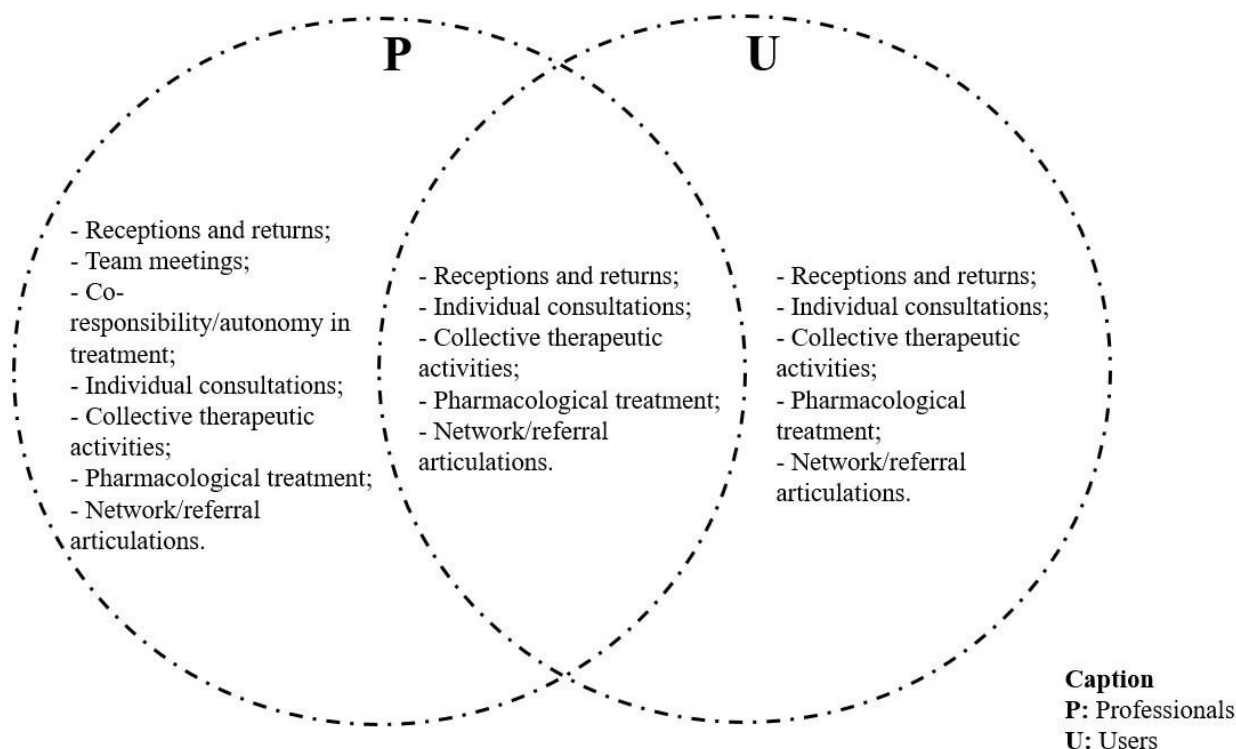 P
U
- Receptions and returns;
- Team meetings;
- Co-
responsibility/autonomy in
treatment;
- Individual consultations;
- Collective therapeutic
activities;
- Pharmacological treatment;
- Network/referral
articulations.
- Receptions and returns;
- Individual consultations;
- Collective therapeutic
activities;
- Pharmacological treatment;
- Network/referral
articulations.
- Receptions and returns;
- Individual consultations;
- Collective therapeutic
activities;
- Pharmacological
treatment;
- Network/referral
articulations.
Caption
P: Professionals
U: Users